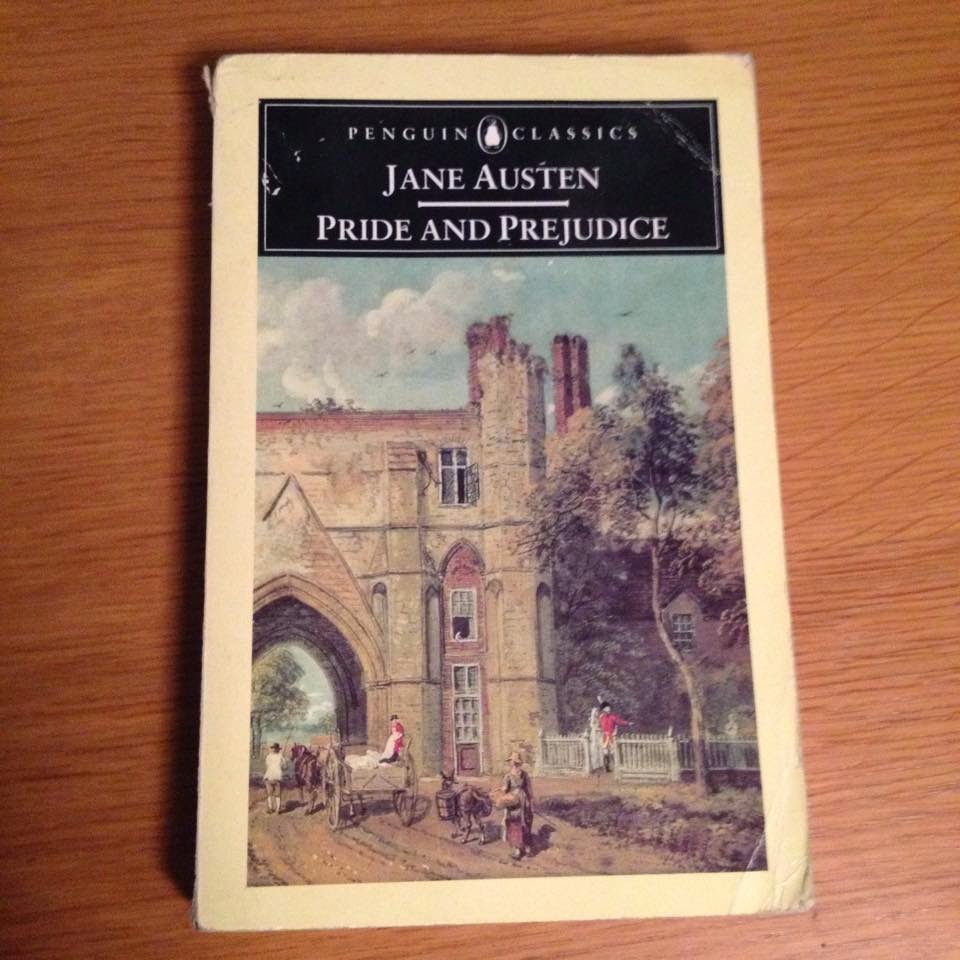 PENGUIN CLASSICS
JANE AUSTEN
PRIDE AND PREJUDICE